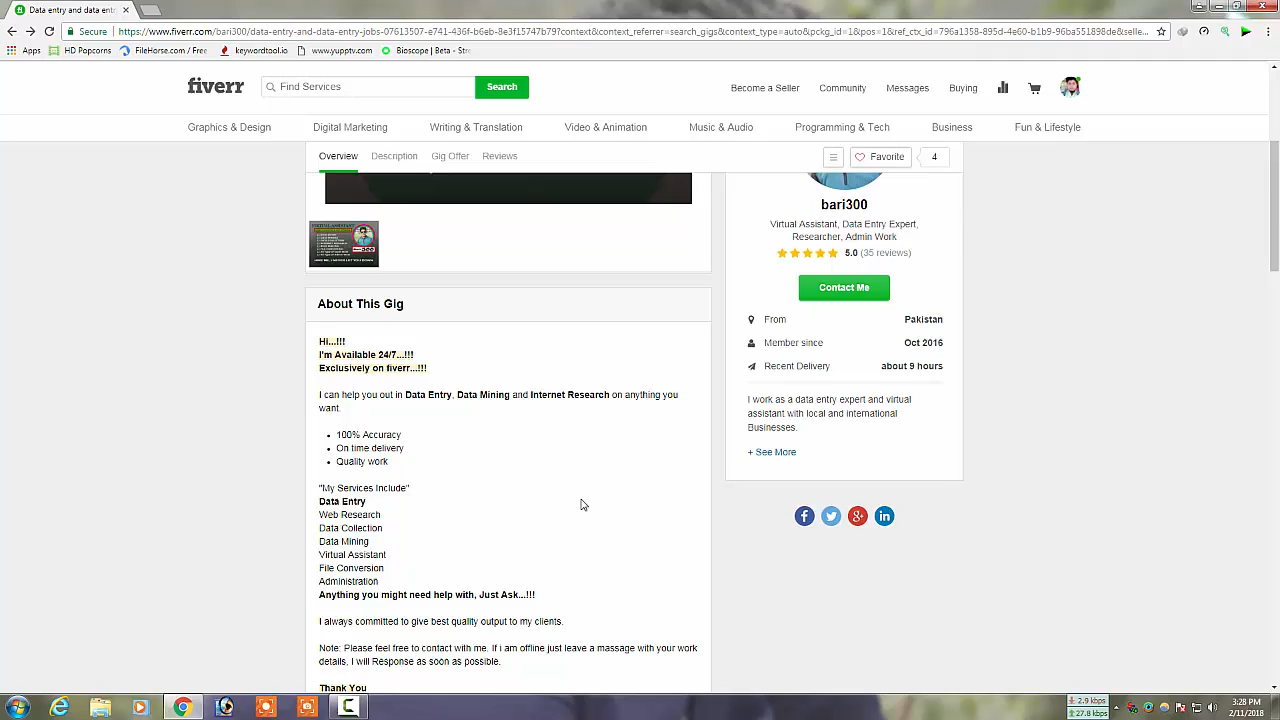 Data entry and data entr
Secure
https://www.fiverr.com/bari300/data-entry-and-data-entry-jobs-07613507-e741-436f-b6eb-8e3f15747b79?context&context_referrer=search_gigs&context_type=auto&pckg_id=1&pos=1&ref_ctx_id=796a1358-895d-4e60-b1b9-96ba551898de&selle...
Apps
HD Popcorns
FileHorse.com / Free
keywordtool.io
www.yupptv.com
Bioscope | Beta - Stre
fiverr
Find Services
Search
Become a Seller
Community
Messages
Buying
Graphics & Design
Digital Marketing
Writing & Translation
Video & Animation
Music & Audio
Programming & Tech
Business
Fun & Lifestyle
Overview
Description
Gig Offer
Reviews
Favorite
4
About This Gig
Hi...!!!
I'm Available 24/7...!!!
Exclusively on fiverr...!!!
I can help you out in Data Entry, Data Mining and Internet Research on anything you
want.
100% Accuracy
On time delivery
Quality work
"My Services Include"
Data Entry
Web Research
Data Collection
Data Mining
Virtual Assistant
File Conversion
Administration
Anything you might need help with, Just Ask...!!!
I always committed to give best quality output to my clients.
Note: Please feel free to contact with me. If i am offline just leave a massage with your work
details, I will Response as soon as possible.
Thank You
bari300
Virtual Assistant, Data Entry Expert,
Researcher, Admin Work
5.0 (35 reviews)
Contact Me
From Pakistan
Member since Oct 2016
Recent Delivery about 9 hours
I work as a data entry expert and virtual
assistant with local and international
Businesses.
+ See More
2.9 kbps
27.8 kbps
3:28 PM
2/11/2018